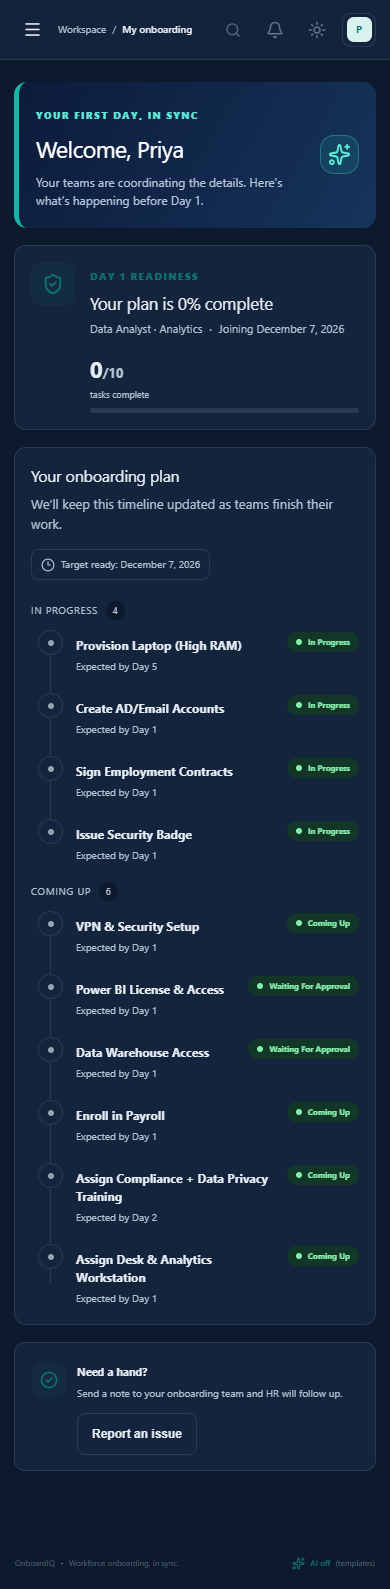 Workspace / My onboarding
P
YOUR FIRST DAY, IN SYNC
Welcome, Priya
Your teams are coordinating the details. Here's
what's happening before Day 1.
DAY 1 READINESS
Your plan is 0% complete
Data Analyst · Analytics · Joining December 7, 2026
0/10
tasks complete
Your onboarding plan
We'll keep this timeline updated as teams finish their
work.
Target ready: December 7, 2026
IN PROGRESS 4
Provision Laptop (High RAM) In Progress
Expected by Day 5
Create AD/Email Accounts In Progress
Expected by Day 1
Sign Employment Contracts In Progress
Expected by Day 1
Issue Security Badge In Progress
Expected by Day 1
COMING UP 6
VPN & Security Setup Coming Up
Expected by Day 1
Power BI License & Access Waiting For Approval
Expected by Day 1
Data Warehouse Access Waiting For Approval
Expected by Day 1
Enroll in Payroll Coming Up
Expected by Day 1
Assign Compliance + Data Privacy Coming Up
Training
Expected by Day 2
Assign Desk & Analytics Coming Up
Workstation
Expected by Day 1
Need a hand?
Send a note to your onboarding team and HR will follow up.
Report an issue
OnboardIQ · Workforce onboarding, in sync. AI off (templates)